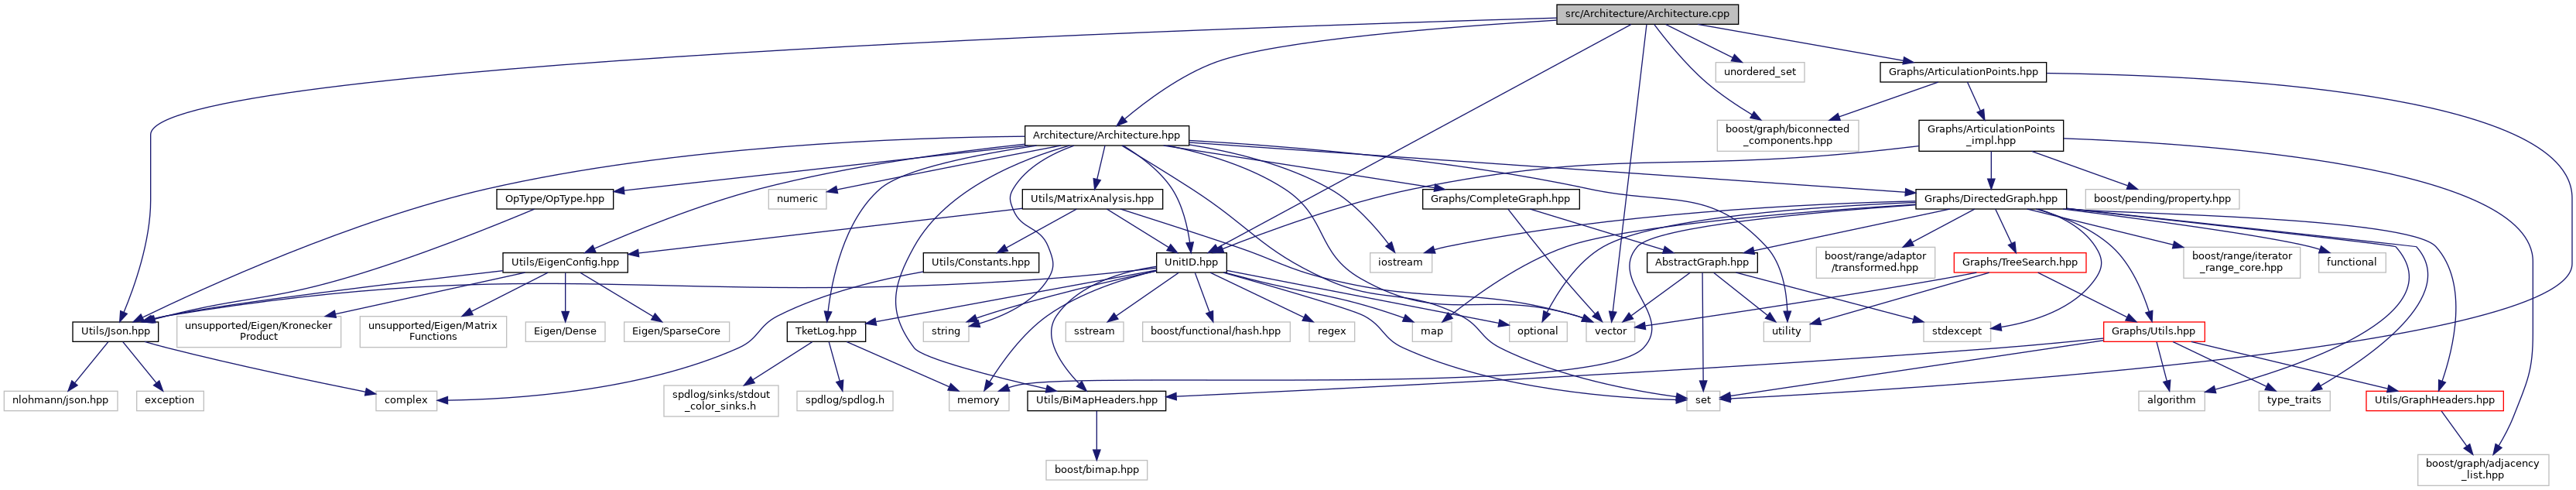 src/Architecture/Architecture.cpp
unordered_set
Graphs/ArticulationPoints.hpp
Architecture/Architecture.hpp
boost/graph/biconnected
_components.hpp
Graphs/ArticulationPoints
_impl.hpp
OpType/OpType.hpp
numeric
Utils/MatrixAnalysis.hpp
Graphs/CompleteGraph.hpp
Graphs/DirectedGraph.hpp
boost/pending/property.hpp
Utils/EigenConfig.hpp
Utils/Constants.hpp
UnitID.hpp
iostream
AbstractGraph.hpp
boost/range/adaptor
/transformed.hpp
Graphs/TreeSearch.hpp
boost/range/iterator
_range_core.hpp
functional
Utils/Json.hpp
unsupported/Eigen/Kronecker
Product
unsupported/Eigen/Matrix
Functions
Eigen/Dense
Eigen/SparseCore
TketLog.hpp
string
sstream
boost/functional/hash.hpp
regex
map
optional
vector
utility
stdexcept
Graphs/Utils.hpp
nlohmann/json.hpp
exception
complex
spdlog/sinks/stdout
_color_sinks.h
spdlog/spdlog.h
memory
Utils/BiMapHeaders.hpp
set
algorithm
type_traits
Utils/GraphHeaders.hpp
boost/bimap.hpp
boost/graph/adjacency
_list.hpp